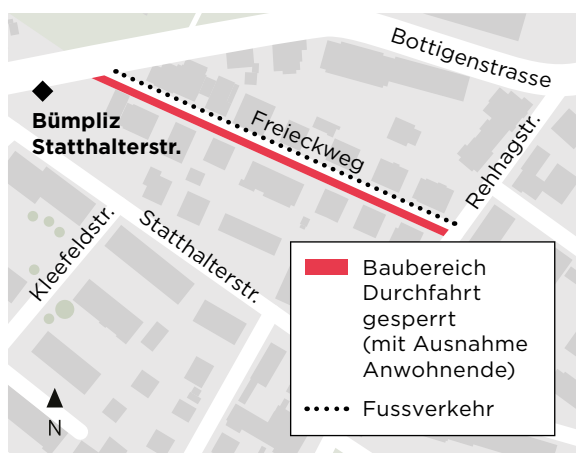 Bottigenstrasse
Bümpliz
Statthalterstr.
Freieckweg
Rehhagstr.
Kleefeldstr.
Statthalterstr.
Baubereich
Durchfahrt
gesperrt
(mit Ausnahme
Anwohnende)
Fussverkehr
N